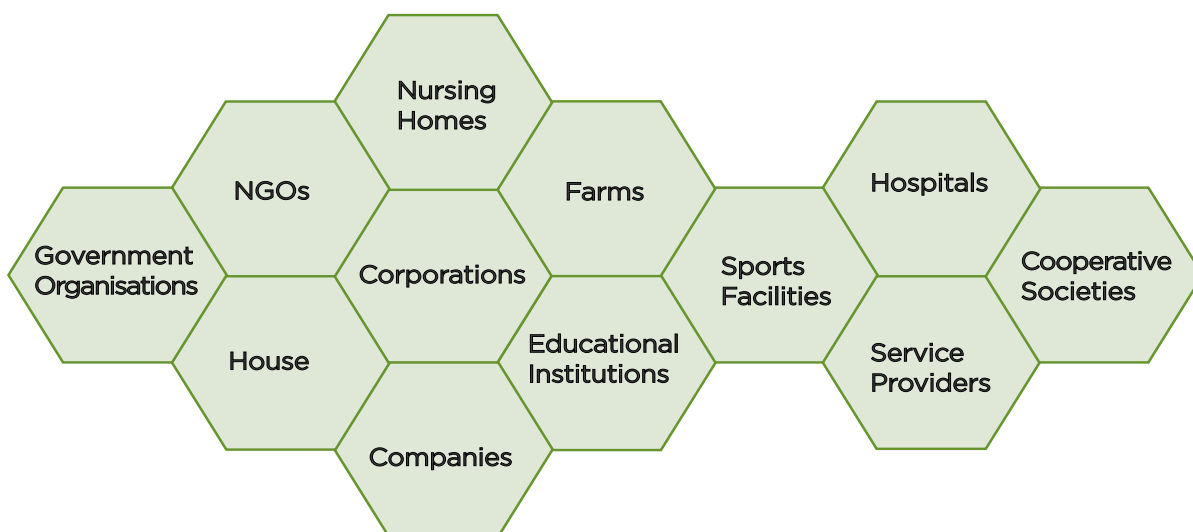 Nursing
Homes
NGOs
Farms
Hospitals
Government
Organisations
Corporations
Sports
Facilities
Cooperative
Societies
House
Educational
Institutions
Service
Providers
Companies